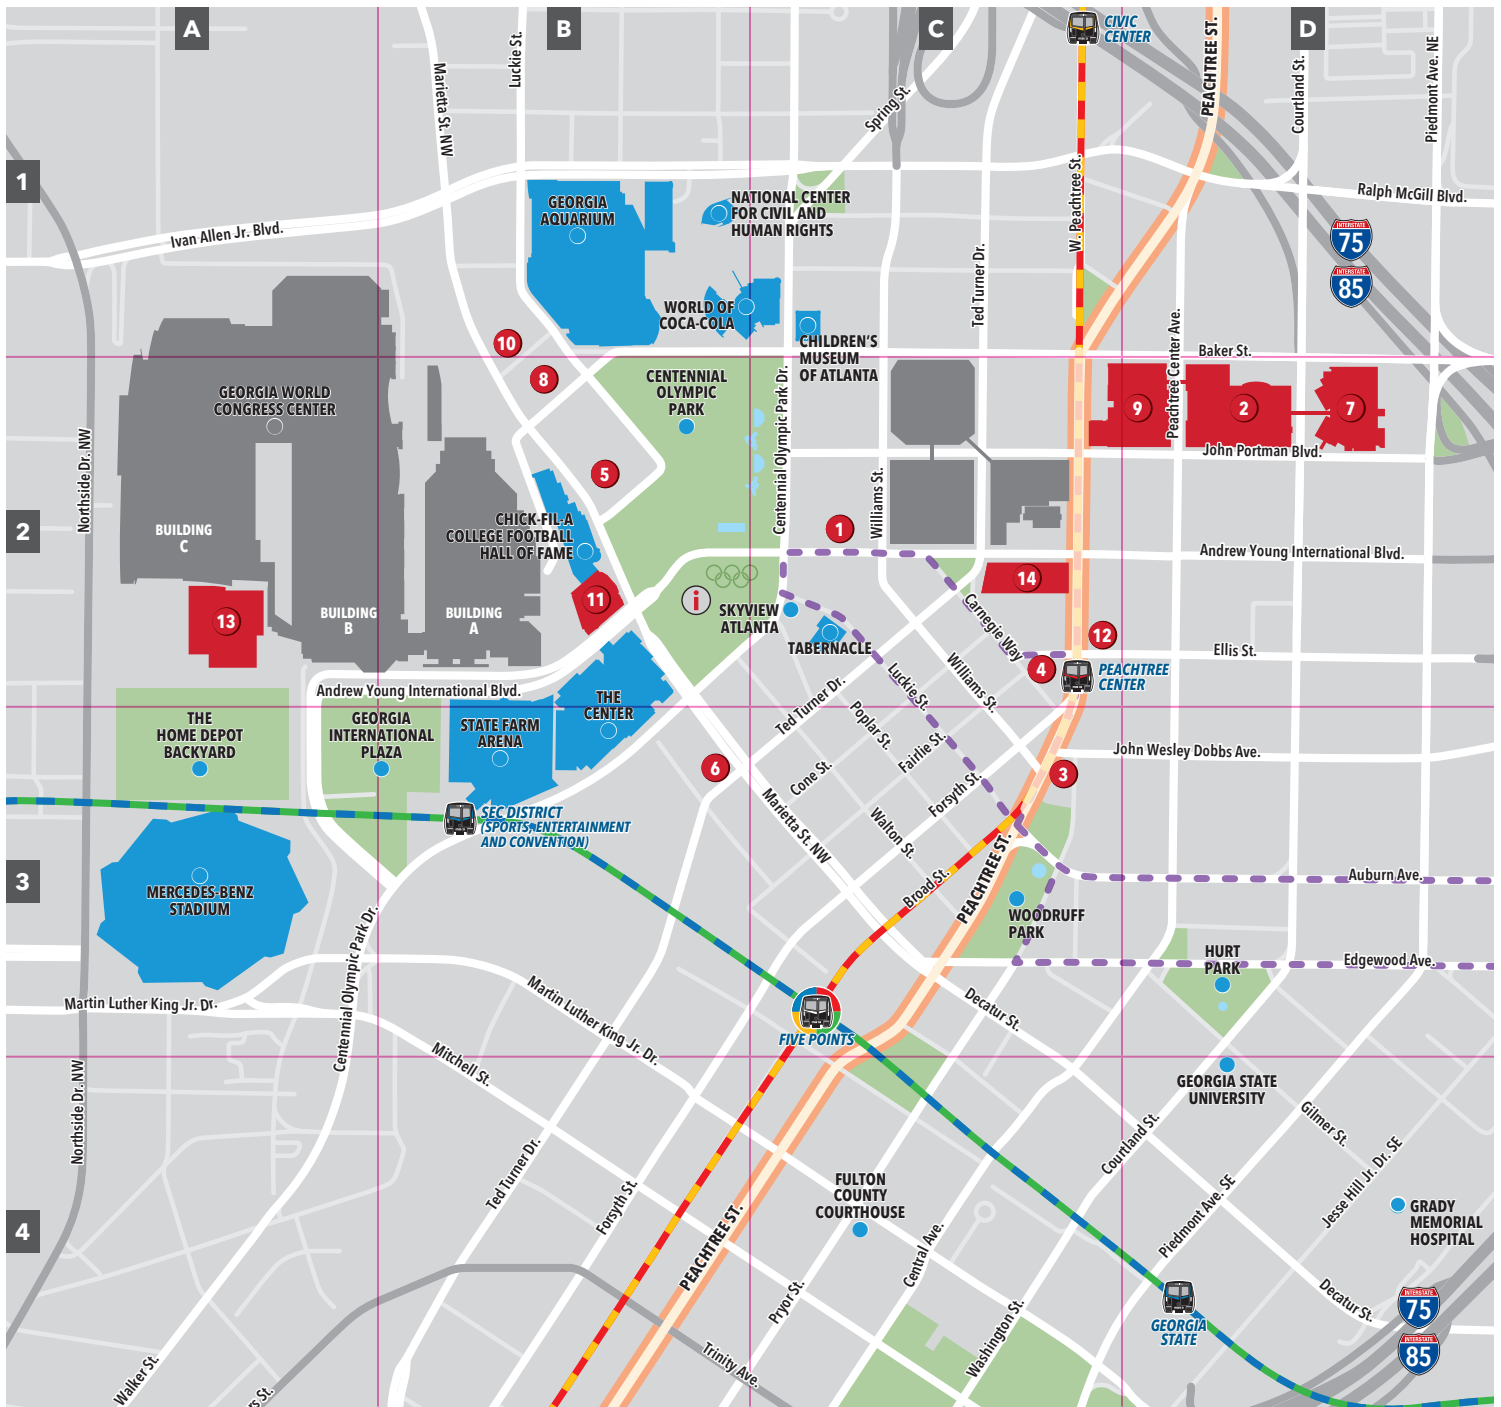 A
B
C
D
1
2
3
4
CIVIC
CENTER
PEACHTREE ST.
Luckie St.
Marietta St. NW
Spring St.
Courtland St.
Piedmont Ave. NE
W. Peachtree St.
Ralph McGill Blvd.
Ivan Allen Jr. Blvd.
GEORGIA
AQUARIUM
NATIONAL CENTER
FOR CIVIL AND
HUMAN RIGHTS
INTERSTATE
75
INTERSTATE
85
Ted Turner Dr.
WORLD OF
COCA-COLA
CHILDREN'S
MUSEUM
OF ATLANTA
Peachtree Center Ave.
Baker St.
10
8
GEORGIA WORLD
CONGRESS CENTER
CENTENNIAL
OLYMPIC
PARK
Centennial Olympic Park Dr.
9
2
7
John Portman Blvd.
Northside Dr. NW
5
Williams St.
BUILDING
C
CHICK-FIL-A
COLLEGE FOOTBALL
HALL OF FAME
1
Andrew Young International Blvd.
14
i
11
13
BUILDING
B
BUILDING
A
SKYVIEW
ATLANTA
TABERNACLE
Carnegie Way
12
Ellis St.
4
PEACHTREE
CENTER
Williams St.
Luckie St.
Andrew Young International Blvd.
THE
HOME DEPOT
BACKYARD
GEORGIA
INTERNATIONAL
PLAZA
STATE FARM
ARENA
THE
CENTER
Ted Turner Dr.
Poplar St.
Fairlie St.
John Wesley Dobbs Ave.
6
Cone St.
Forsyth St.
3
SEC DISTRICT
(SPORTS, ENTERTAINMENT
AND CONVENTION)
Marietta St. NW
Walton St.
PEACHTREE ST.
Broad St.
Auburn Ave.
MERCEDES-BENZ
STADIUM
WOODRUFF
PARK
Centennial Olympic Park Dr.
HURT
PARK
Edgewood Ave.
Martin Luther King Jr. Dr.
Martin Luther King Jr. Dr.
Decatur St.
FIVE POINTS
Mitchell St.
Northside Dr. NW
GEORGIA STATE
UNIVERSITY
Gilmer St.
Courtland St.
Jesse Hill Jr. Dr. SE
Ted Turner Dr.
Forsyth St.
FULTON
COUNTY
COURTHOUSE
Piedmont Ave. SE
GRADY
MEMORIAL
HOSPITAL
PEACHTREE ST.
Central Ave.
Pryor St.
Washington St.
GEORGIA
STATE
Decatur St.
INTERSTATE
75
INTERSTATE
85
Trinity Ave.
Walker St.
rs St.